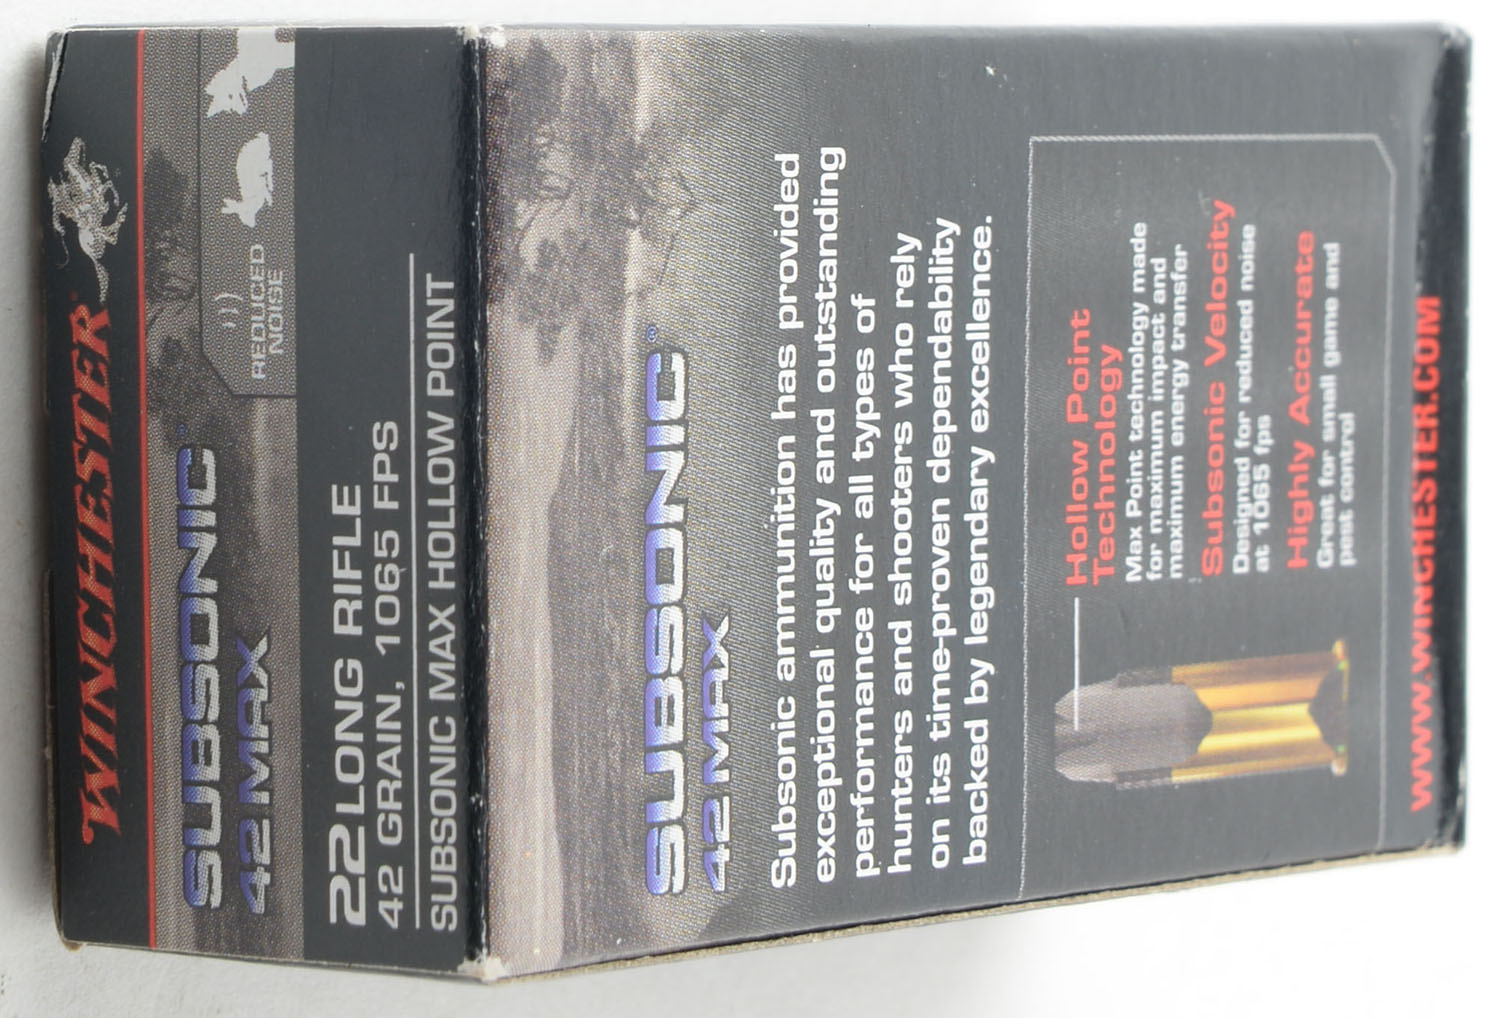 WINCHESTER®
SUBSONIC™
42 MAX
REDUCED
NOISE
22 LONG RIFLE
42 GRAIN, 1065 FPS
SUBSONIC MAX HOLLOW POINT
SUBSONIC®
42 MAX
Subsonic ammunition has provided
exceptional quality and outstanding
performance for all types of
hunters and shooters who rely
on its time-proven dependability
backed by legendary excellence.
Hollow Point
Technology
Max Point technology made
for maximum impact and
maximum energy transfer
Subsonic Velocity
Designed for reduced noise
at 1065 fps
Highly Accurate
Great for small game and
pest control
WWW.WINCHESTER.COM